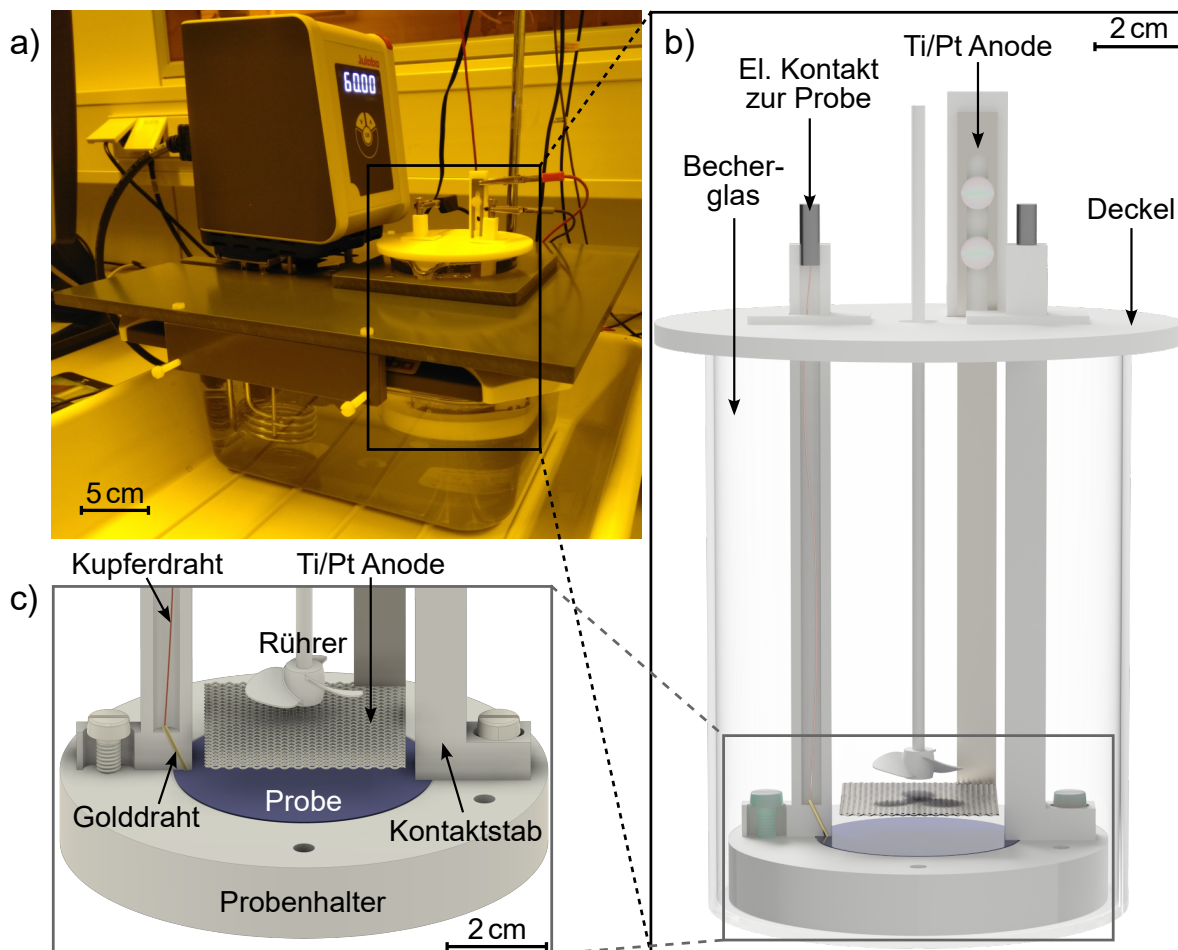 a)
Julabo
60.00
5 cm
b)
2 cm
Ti/Pt Anode
El. Kontakt
zur Probe
Becher-
glas
Deckel
c)
Kupferdraht
Ti/Pt Anode
Rührer
Probe
Golddraht
Kontaktstab
Probenhalter
2 cm